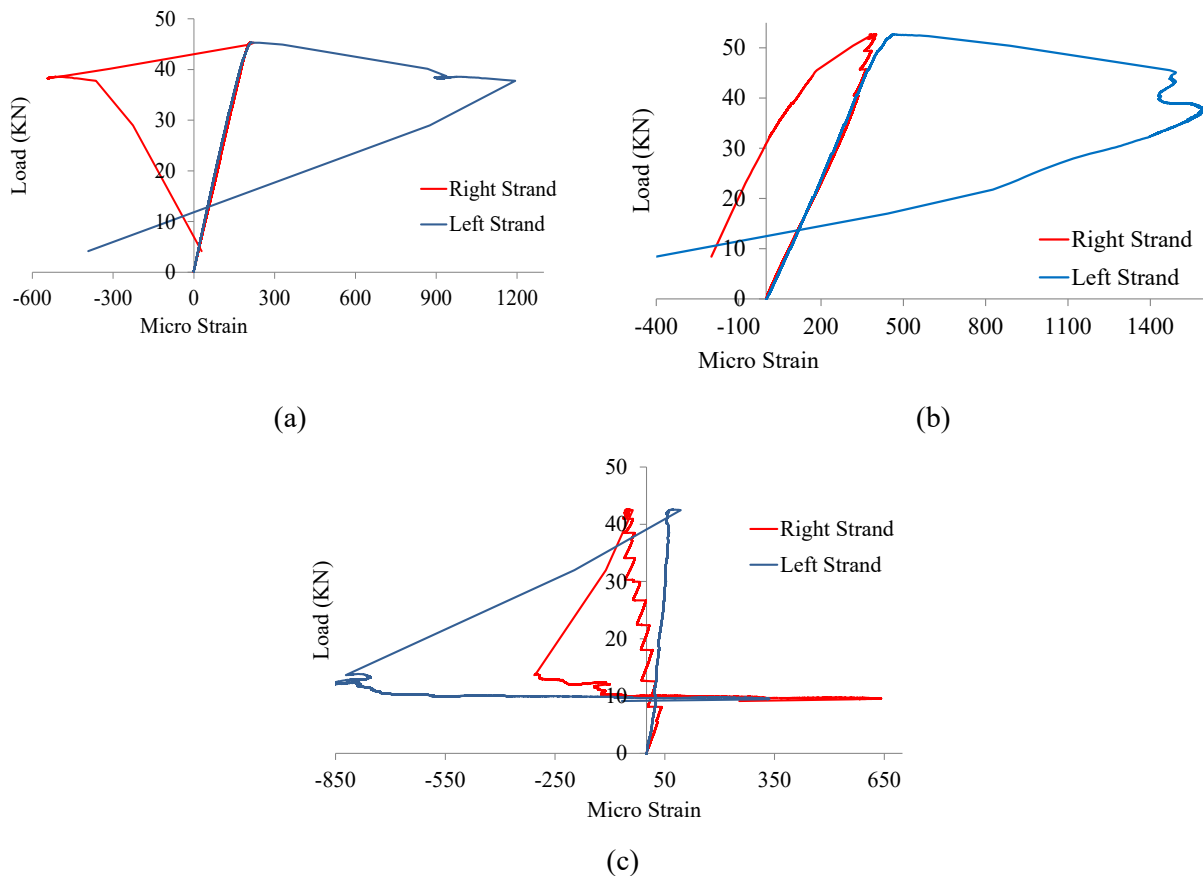 50
40
30
20
10
0
Load (KN)
-600 -300 0 300 600 900 1200
Micro Strain
Right Strand
Left Strand
(a)
60
50
40
30
20
10
0
Load (KN)
-400 -100 200 500 800 1100 1400
Micro Strain
Right Strand
Left Strand
(b)
50
40
30
20
10
0
Load (KN)
-850 -550 -250 50 350 650
Micro Strain
Right Strand
Left Strand
(c)